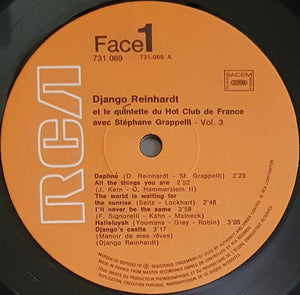 Face 1
731.069 731.069 A
SACEM
RCA
Django Reinhardt
et le quintette du Hot Club de France
avec Stéphane Grappelli - Vol. 3
Daphné (D. Reinhardt - St. Grappelli) 2'23
All the things you are 2'52
(J. Kern - O. Hammerstein II)
The world is waiting for
the sunrise (Seitz - Lockhart) 2'48
I'll never be the same 3'58
(F. Signorelli - Kahn - Malneck)
Halleluyah (Youmans - Grey - Robin) 3'05
Django's castle 3'17
(Manoir de mes rêves)
(Django Reinhardt)